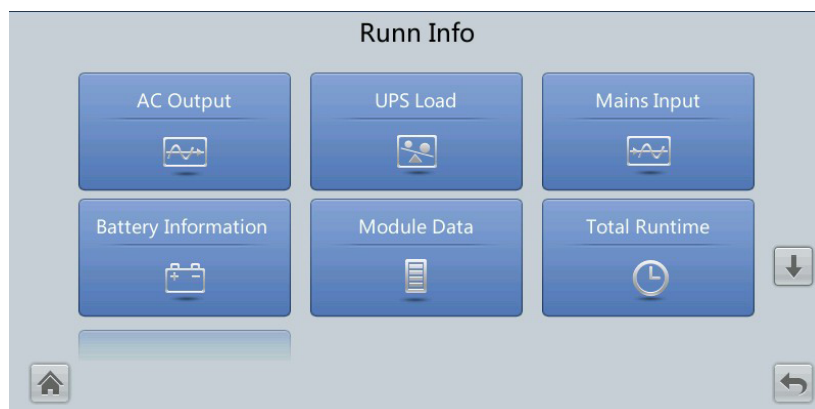 Runn Info
AC Output
UPS Load
Mains Input
Battery Information
Module Data
Total Runtime